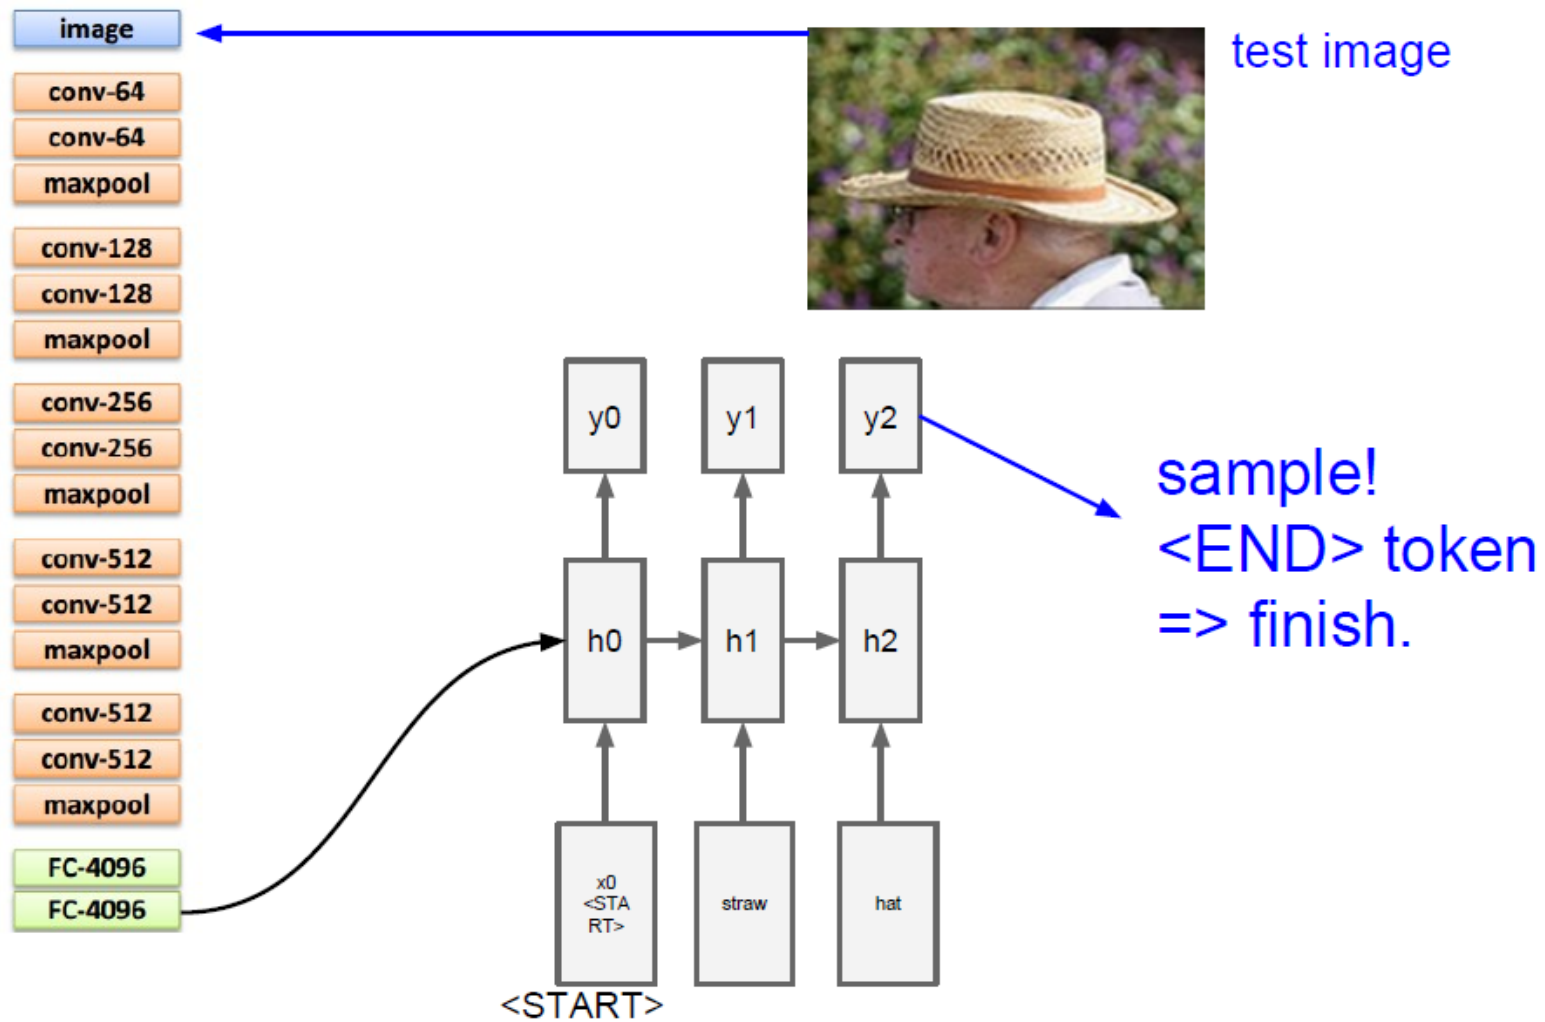 image
conv-64
conv-64
maxpool
conv-128
conv-128
maxpool
conv-256
conv-256
maxpool
conv-512
conv-512
maxpool
conv-512
conv-512
maxpool
FC-4096
FC-4096
test image
y0
y1
y2
sample!
<END> token
=> finish.
h0
h1
h2
x0
<STA
RT>
straw
hat
<START>